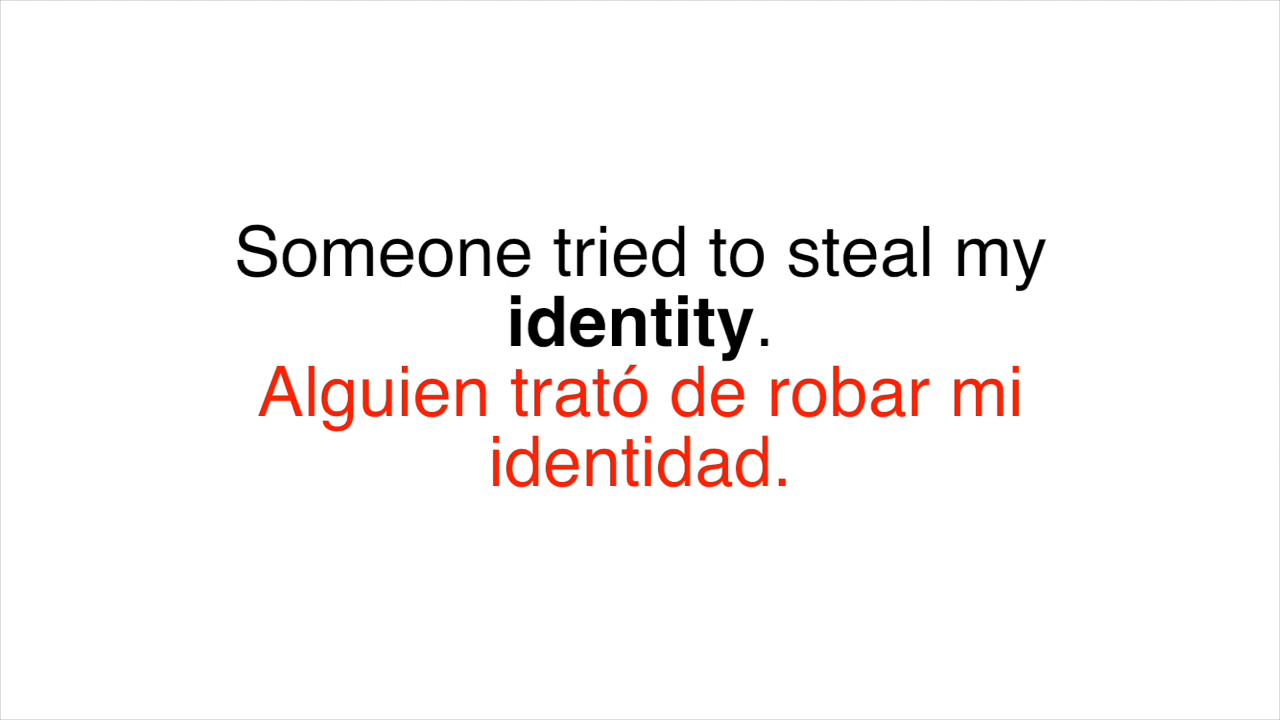 Someone tried to steal my
identity.
Alguien trató de robar mi
identidad.